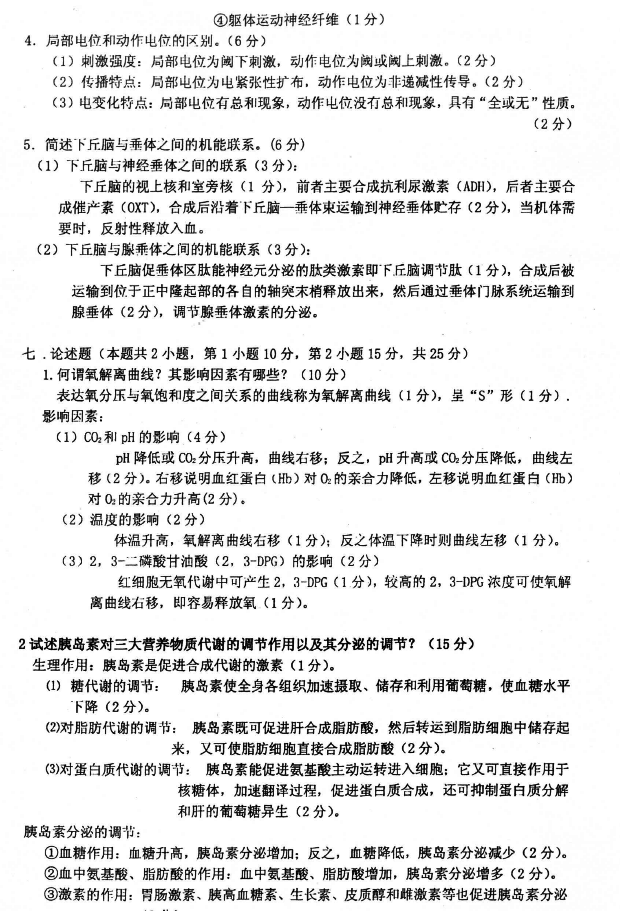 ④躯体运动神经纤维（1分）
4. 局部电位和动作电位的区别。（6分）
（1）刺激强度：局部电位为阈下刺激，动作电位为阈或阈上刺激。（2分）
（2）传播特点：局部电位为电紧张性扩布，动作电位为非递减性传导。（2分）
（3）电变化特点：局部电位有总和现象，动作电位没有总和现象，具有“全或无”性质。
（2分）
5. 简述下丘脑与垂体之间的机能联系。（6分）
（1）下丘脑与神经垂体之间的联系（3分）：
下丘脑的视上核和室旁核（1 分），前者主要合成抗利尿激素（ADH），后者主要合
成催产素（OXT），合成后沿着下丘脑—垂体束运输到神经垂体贮存（2分），当机体需
要时，反射性释放入血。
（2）下丘脑与腺垂体之间的机能联系（3分）：
下丘脑促垂体区肽能神经元分泌的肽类激素即下丘脑调节肽（1分），合成后被
运输到位于正中隆起部的各自的轴突末梢释放出来，然后通过垂体门脉系统运输到
腺垂体（2分），调节腺垂体激素的分泌。
七 . 论述题（本题共2小题，第1小题10分，第2小题15分，共25分）
1. 何谓氧解离曲线？其影响因素有哪些？（10分）
表达氧分压与氧饱和度之间关系的曲线称为氧解离曲线（1分），呈“S”形（1分）.
影响因素：
（1）CO₂和pH的影响（4分）
pH降低或CO₂分压升高，曲线右移；反之，pH升高或CO₂分压降低，曲线左
移（2分）。右移说明血红蛋白（Hb）对O₂的亲合力降低，左移说明血红蛋白（Hb）
对O₂的亲合力升高(2分)。
（2）温度的影响（2分）
体温升高，氧解离曲线右移（1分）；反之体温下降时则曲线左移（1分）。
（3）2，3-二磷酸甘油酸（2，3-DPG）的影响（2分）
红细胞无氧代谢中可产生2，3-DPG（1分），较高的2，3-DPG浓度可使氧解
离曲线右移，即容易释放氧（1分）。
2试述胰岛素对三大营养物质代谢的调节作用以及其分泌的调节？（15分）
生理作用：胰岛素是促进合成代谢的激素（1分）。
⑴ 糖代谢的调节： 胰岛素使全身各组织加速摄取、储存和利用葡萄糖，使血糖水平
下降（2分）。
⑵对脂肪代谢的调节： 胰岛素既可促进肝合成脂肪酸，然后转运到脂肪细胞中储存起
来，又可使脂肪细胞直接合成脂肪酸（2分）。
⑶对蛋白质代谢的调节： 胰岛素能促进氨基酸主动运转进入细胞；它又可直接作用于
核糖体，加速翻译过程，促进蛋白质合成，还可抑制蛋白质分解
和肝的葡萄糖异生（2分）。
胰岛素分泌的调节：
①血糖作用：血糖升高，胰岛素分泌增加；反之，血糖降低，胰岛素分泌减少（2分）。
②血中氨基酸、脂肪酸的作用：血中氨基酸、脂肪酸增加，胰岛素分泌增多（2分）。
③激素的作用：胃肠激素、胰高血糖素、生长素、皮质醇和雌激素等也促进胰岛素分泌